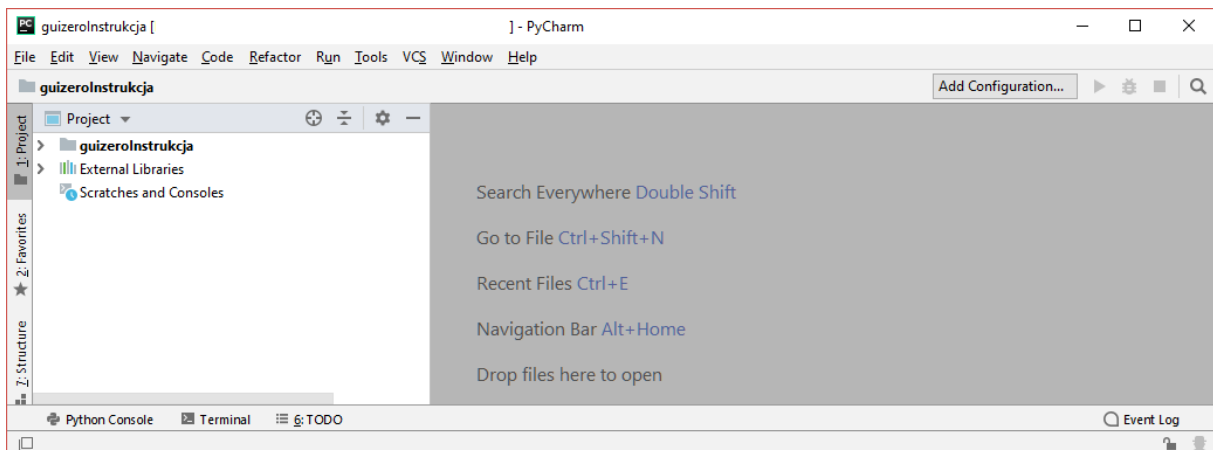 PC guizeroInstrukcja [ ] - PyCharm
File Edit View Navigate Code Refactor Run Tools VCS Window Help
guizeroInstrukcja Add Configuration...
1: Project
Project
guizeroInstrukcja
External Libraries
Scratches and Consoles
2: Favorites
7: Structure
Search Everywhere Double Shift
Go to File Ctrl+Shift+N
Recent Files Ctrl+E
Navigation Bar Alt+Home
Drop files here to open
Python Console Terminal 6: TODO Event Log